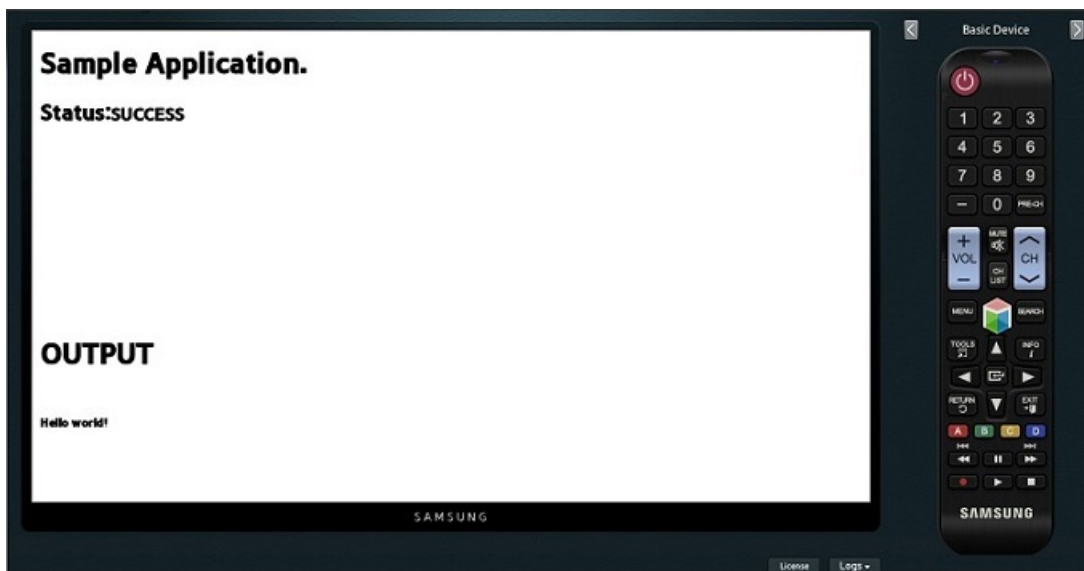 Basic Device
Sample Application.
Status:SUCCESS
OUTPUT
Hello world!
SAMSUNG
1 2 3
4 5 6
7 8 9
− 0 PRE-CH
+ VOL −
MUTE
CH LIST
CH
MENU
SEARCH
TOOLS
INFO
i
RETURN
EXIT
A B C D
SAMSUNG
License
Logs